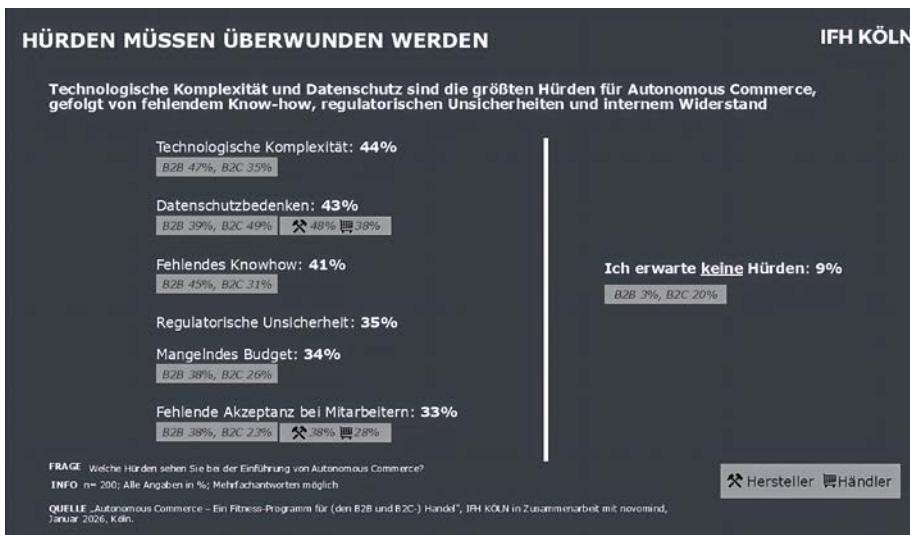 HÜRDEN MÜSSEN ÜBERWUNDEN WERDEN
IFH KÖLN
Technologische Komplexität und Datenschutz sind die größten Hürden für Autonomous Commerce,
gefolgt von fehlendem Know-how, regulatorischen Unsicherheiten und internem Widerstand
Technologische Komplexität: 44%
B2B 47%, B2C 35%
Datenschutzbedenken: 43%
B2B 39%, B2C 49% 48% 38%
Fehlendes Knowhow: 41%
B2B 45%, B2C 31%
Regulatorische Unsicherheit: 35%
Mangelndes Budget: 34%
B2B 38%, B2C 26%
Fehlende Akzeptanz bei Mitarbeitern: 33%
B2B 38%, B2C 23% 38% 28%
Ich erwarte keine Hürden: 9%
B2B 3%, B2C 20%
FRAGE Welche Hürden sehen Sie bei der Einführung von Autonomous Commerce?
INFO n= 200; Alle Angaben in %; Mehrfachantworten möglich
Hersteller Händler
QUELLE „Autonomous Commerce – Ein Fitness-Programm für (den B2B und B2C-) Handel", IFH KÖLN in Zusammenarbeit mit novomind,
Januar 2026, Köln.